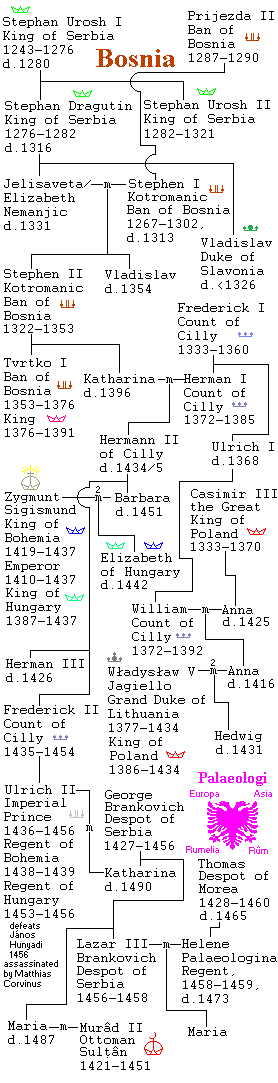 Stephan Urosh I
King of Serbia
1243-1276
d.1280
Prijezda II
Ban of
Bosnia
1287-1290
Bosnia
Stephan Dragutin
King of Serbia
1276-1282
d.1316
Stephan Urosh II
King of Serbia
1282-1321
Jelisaveta/
Elizabeth
Nemanjic
d.1331
m
Stephen I
Kotromanic
Ban of Bosnia
1267-1302,
d.1313
Vladislav
Duke of
Slavonia
d.<1326
Stephen II
Kotromanic
Ban of
Bosnia
1322-1353
Vladislav
d.1354
Frederick I
Count of
Cilly
1333-1360
Tvrtko I
Ban of
Bosnia
1353-1376
King
1376-1391
Katharina
d.1396
m
Herman I
Count of
Cilly
1372-1385
Hermann II
of Cilly
d.1434/5
Ulrich I
d.1368
Zygmunt
Sigismund
King of
Bohemia
1419-1437
Emperor
1410-1437
King of
Hungary
1387-1437
2
m
Barbara
d.1451
Casimir III
the Great
King of
Poland
1333-1370
Elizabeth
of Hungary
d.1442
William
Count of
Cilly
1372-1392
m
Anna
d.1425
Herman III
d.1426
Władysław V
Jagiello
Grand Duke of
Lithuania
1377-1434
King of
Poland
1386-1434
2
m
Anna
d.1416
Frederick II
Count of
Cilly
1435-1454
Hedwig
d.1431
Ulrich II
Imperial
Prince
1436-1456
Regent of
Bohemia
1438-1439
Regent of
Hungary
1453-1456
defeats
János
Hunyadi
1456
assassinated
by Matthias
Corvinus
m
George
Brankovich
Despot of
Serbia
1427-1456
Katharina
d.1490
Palaeologi
Europa
Asia
Rumelia
Rûm
Thomas
Despot of
Morea
1428-1460
d.1465
Lazar III
Brankovich
Despot of
Serbia
1456-1458
m
Helene
Palaeologina
Regent,
1458-1459,
d.1473
Maria
d.1487
m
Murâd II
Ottoman
Sulṭân
1421-1451
Maria